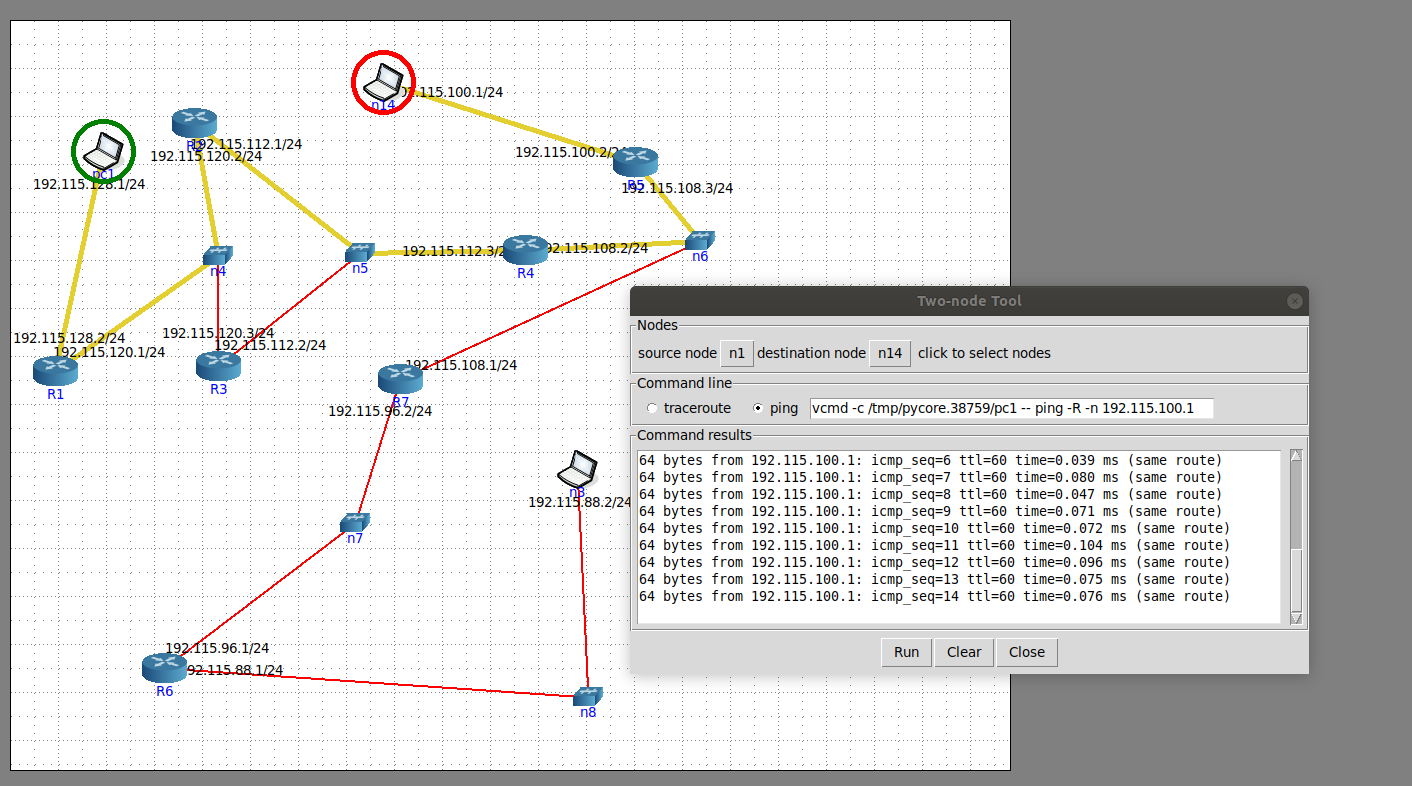 n14
2.115.100.1/24
R2
192.115.112.1/24
192.115.120.2/24
192.115.100.2/24
pc1
192.115.128.1/24
R5
192.115.108.3/24
n4
n5
192.115.112.3/2
R4
92.115.108.2/24
n6
192.115.128.2/24
192.115.120.1/24
R1
192.115.120.3/24
192.115.112.2/24
R3
192.115.108.1/24
R7
192.115.96.2/24
n3
192.115.88.2/24
n7
192.115.96.1/24
92.115.88.1/24
R6
n8
Two-node Tool
Nodes
source node n1 destination node n14 click to select nodes
Command line
traceroute ping vcmd -c /tmp/pycore.38759/pc1 -- ping -R -n 192.115.100.1
Command results
64 bytes from 192.115.100.1: icmp_seq=6 ttl=60 time=0.039 ms (same route)
64 bytes from 192.115.100.1: icmp_seq=7 ttl=60 time=0.080 ms (same route)
64 bytes from 192.115.100.1: icmp_seq=8 ttl=60 time=0.047 ms (same route)
64 bytes from 192.115.100.1: icmp_seq=9 ttl=60 time=0.071 ms (same route)
64 bytes from 192.115.100.1: icmp_seq=10 ttl=60 time=0.072 ms (same route)
64 bytes from 192.115.100.1: icmp_seq=11 ttl=60 time=0.104 ms (same route)
64 bytes from 192.115.100.1: icmp_seq=12 ttl=60 time=0.096 ms (same route)
64 bytes from 192.115.100.1: icmp_seq=13 ttl=60 time=0.075 ms (same route)
64 bytes from 192.115.100.1: icmp_seq=14 ttl=60 time=0.076 ms (same route)
Run Clear Close